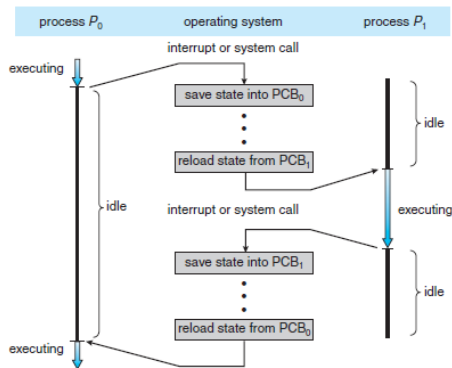 process P0 operating system process P1
interrupt or system call
executing
save state into PCB0
idle
reload state from PCB1
idle
interrupt or system call
executing
save state into PCB1
idle
reload state from PCB0
executing